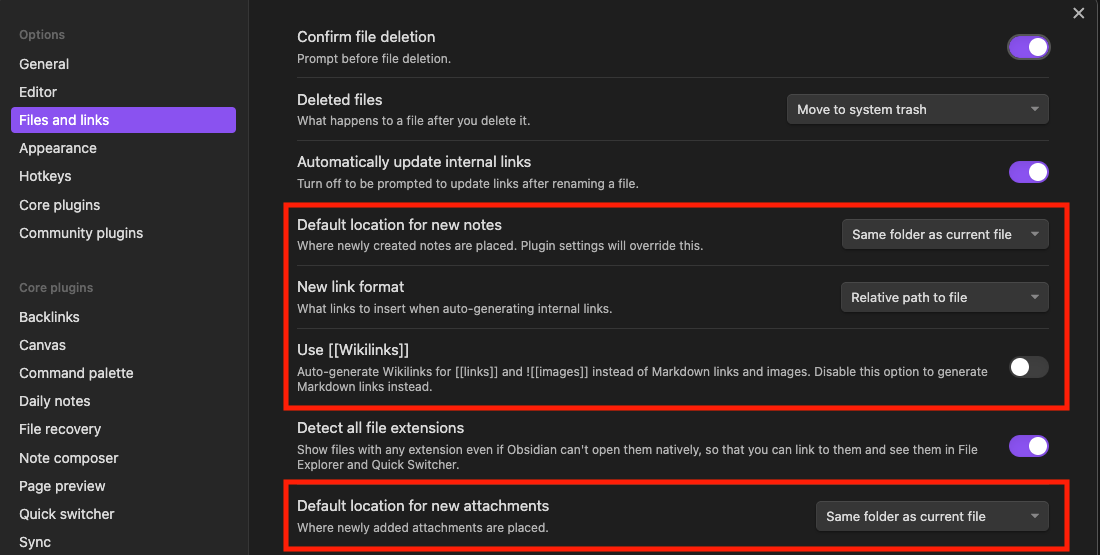 Options
General
Editor
Files and links
Appearance
Hotkeys
Core plugins
Community plugins
Core plugins
Backlinks
Canvas
Command palette
Daily notes
File recovery
Note composer
Page preview
Quick switcher
Sync
Confirm file deletion
Prompt before file deletion.
Deleted files
What happens to a file after you delete it.
Move to system trash
Automatically update internal links
Turn off to be prompted to update links after renaming a file.
Default location for new notes
Where newly created notes are placed. Plugin settings will override this.
Same folder as current file
New link format
What links to insert when auto-generating internal links.
Relative path to file
Use [[Wikilinks]]
Auto-generate Wikilinks for [[links]] and ![[images]] instead of Markdown links and images. Disable this option to generate
Markdown links instead.
Detect all file extensions
Show files with any extension even if Obsidian can't open them natively, so that you can link to them and see them in File
Explorer and Quick Switcher.
Default location for new attachments
Where newly added attachments are placed.
Same folder as current file